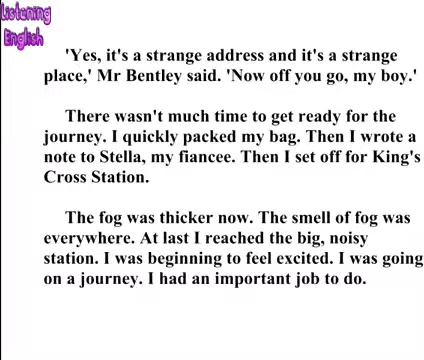 Listening
English
'Yes, it's a strange address and it's a strange
place,' Mr Bentley said. 'Now off you go, my boy.'
There wasn't much time to get ready for the
journey. I quickly packed my bag. Then I wrote a
note to Stella, my fiancee. Then I set off for King's
Cross Station.
The fog was thicker now. The smell of fog was
everywhere. At last I reached the big, noisy
station. I was beginning to feel excited. I was going
on a journey. I had an important job to do.